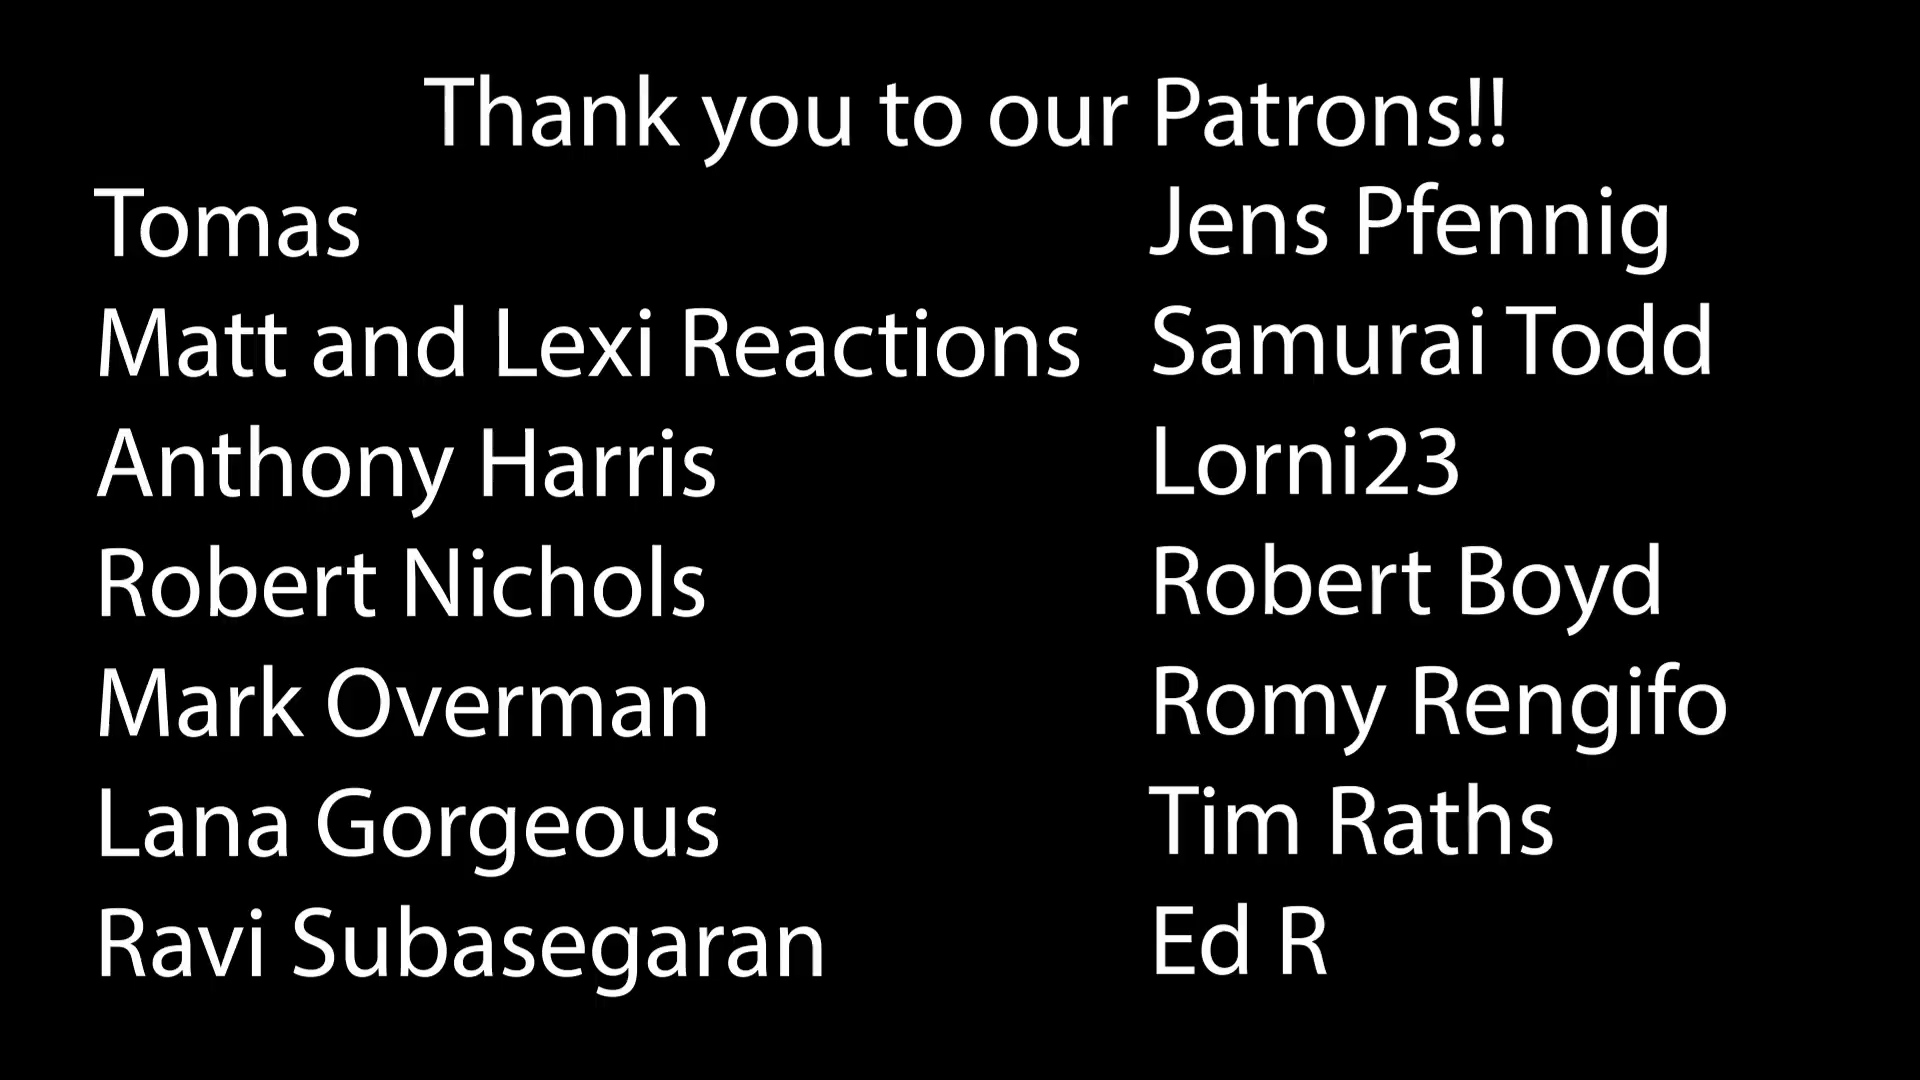 Thank you to our Patrons!!
Tomas
Matt and Lexi Reactions
Anthony Harris
Robert Nichols
Mark Overman
Lana Gorgeous
Ravi Subasegaran
Jens Pfennig
Samurai Todd
Lorni23
Robert Boyd
Romy Rengifo
Tim Raths
Ed R